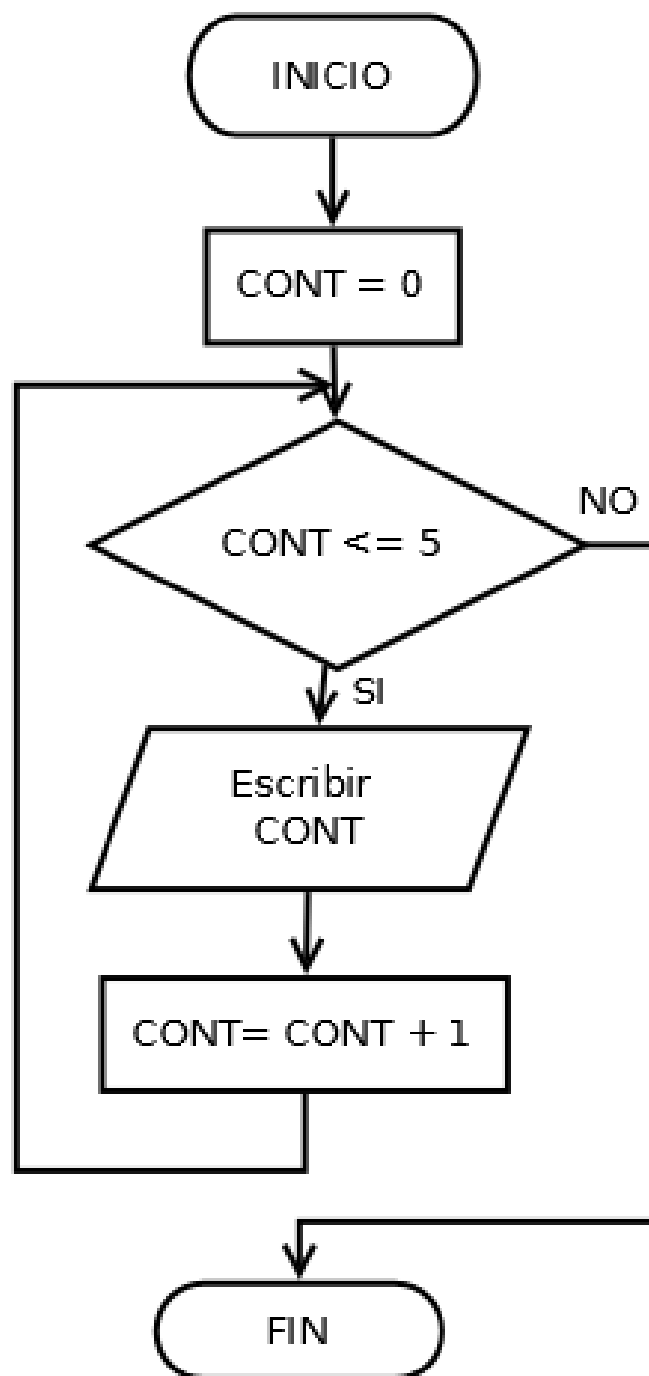 INICIO
CONT = 0
CONT <= 5
NO
SI
Escribir
CONT
CONT= CONT + 1
FIN